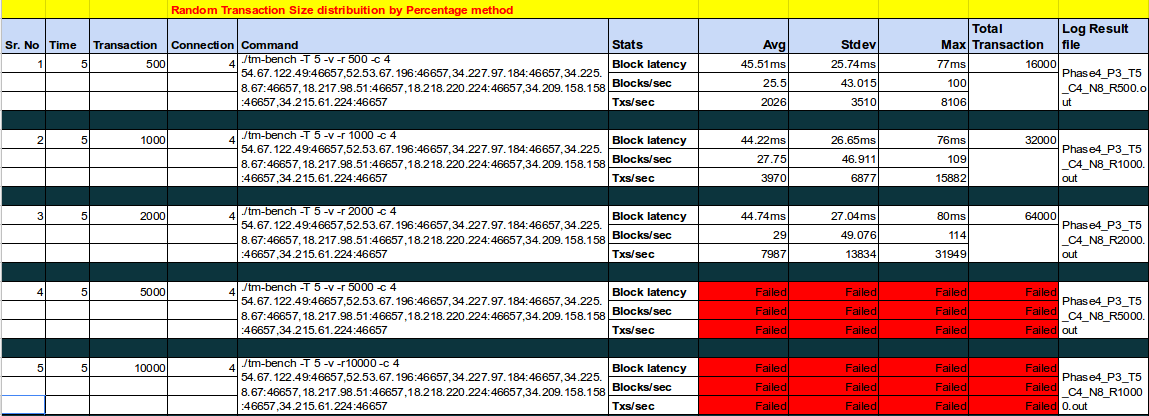 Random Transaction Size distribuition by Percentage method
Sr. No Time Transaction Connection Command Stats Avg Stdev Max Total Transaction Log Result file
1 5 500 4 ./tm-bench -T 5 -v -r 500 -c 4 Block latency 45.51ms 25.74ms 77ms 16000
54.67.122.49:46657,52.53.67.196:46657,34.227.97.184:46657,34.225. Blocks/sec 25.5 43.015 100 Phase4_P3_T5
8.67:46657,18.217.98.51:46657,18.218.220.224:46657,34.209.158.158 _C4_N8_R500.o
:46657,34.215.61.224:46657 Txs/sec 2026 3510 8106 ut
2 5 1000 4 ./tm-bench -T 5 -v -r 1000 -c 4 Block latency 44.22ms 26.65ms 76ms 32000
54.67.122.49:46657,52.53.67.196:46657,34.227.97.184:46657,34.225. Blocks/sec 27.75 46.911 109 Phase4_P3_T5
8.67:46657,18.217.98.51:46657,18.218.220.224:46657,34.209.158.158 _C4_N8_R1000.
:46657,34.215.61.224:46657 Txs/sec 3970 6877 15882 out
3 5 2000 4 ./tm-bench -T 5 -v -r 2000 -c 4 Block latency 44.74ms 27.04ms 80ms 64000
54.67.122.49:46657,52.53.67.196:46657,34.227.97.184:46657,34.225. Blocks/sec 29 49.076 114 Phase4_P3_T5
8.67:46657,18.217.98.51:46657,18.218.220.224:46657,34.209.158.158 _C4_N8_R2000.
:46657,34.215.61.224:46657 Txs/sec 7987 13834 31949 out
4 5 5000 4 ./tm-bench -T 5 -v -r 5000 -c 4 Block latency Failed Failed Failed Failed
54.67.122.49:46657,52.53.67.196:46657,34.227.97.184:46657,34.225. Blocks/sec Failed Failed Failed Failed Phase4_P3_T5
8.67:46657,18.217.98.51:46657,18.218.220.224:46657,34.209.158.158 _C4_N8_R5000.
:46657,34.215.61.224:46657 Txs/sec Failed Failed Failed Failed out
5 5 10000 4 ./tm-bench -T 5 -v -r10000 -c 4 Block latency Failed Failed Failed Failed
54.67.122.49:46657,52.53.67.196:46657,34.227.97.184:46657,34.225. Blocks/sec Failed Failed Failed Failed Phase4_P3_T5
8.67:46657,18.217.98.51:46657,18.218.220.224:46657,34.209.158.158 _C4_N8_R1000
:46657,34.215.61.224:46657 Txs/sec Failed Failed Failed Failed 0.out